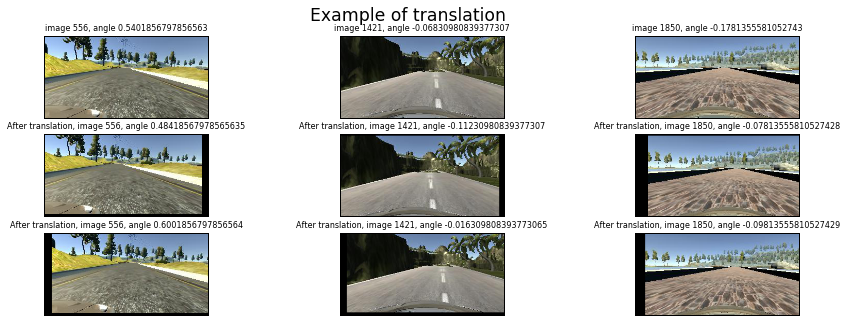 Example of translation
image 556, angle 0.5401856797856563
image 1421, angle -0.06830980839377307
image 1850, angle -0.1781355581052743
After translation, image 556, angle 0.48418567978565635
After translation, image 1421, angle -0.11230980839377307
After translation, image 1850, angle -0.07813555810527428
After translation, image 556, angle 0.6001856797856564
After translation, image 1421, angle -0.016309808393773065
After translation, image 1850, angle -0.09813555810527429